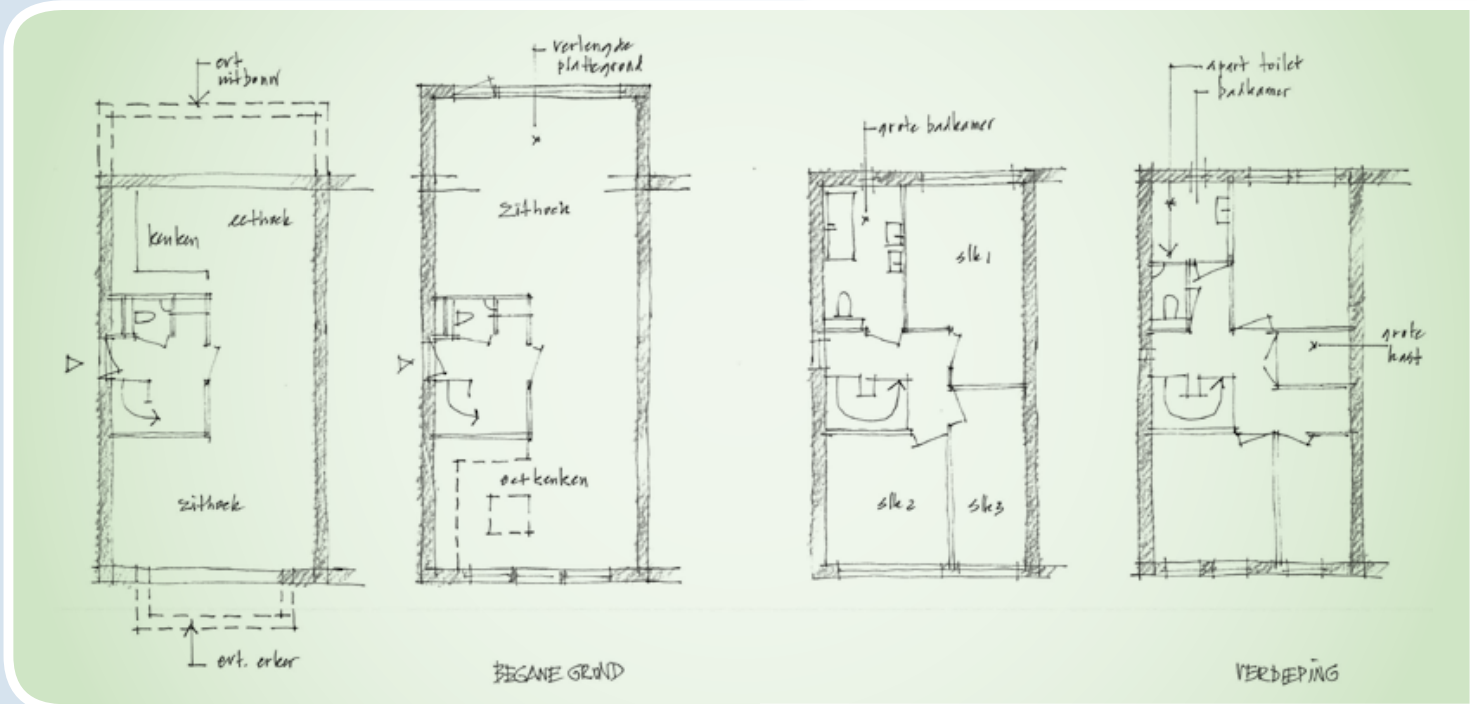 evt
uitbouw
keuken
eethoek
zithoek
evt. erker
verlengde
plattegrond
zithoek
eetkeuken
BEGANE GROND
grote badkamer
slk 1
slk 2
slk 3
apart toilet
badkamer
grote
kast
VERDIEPING